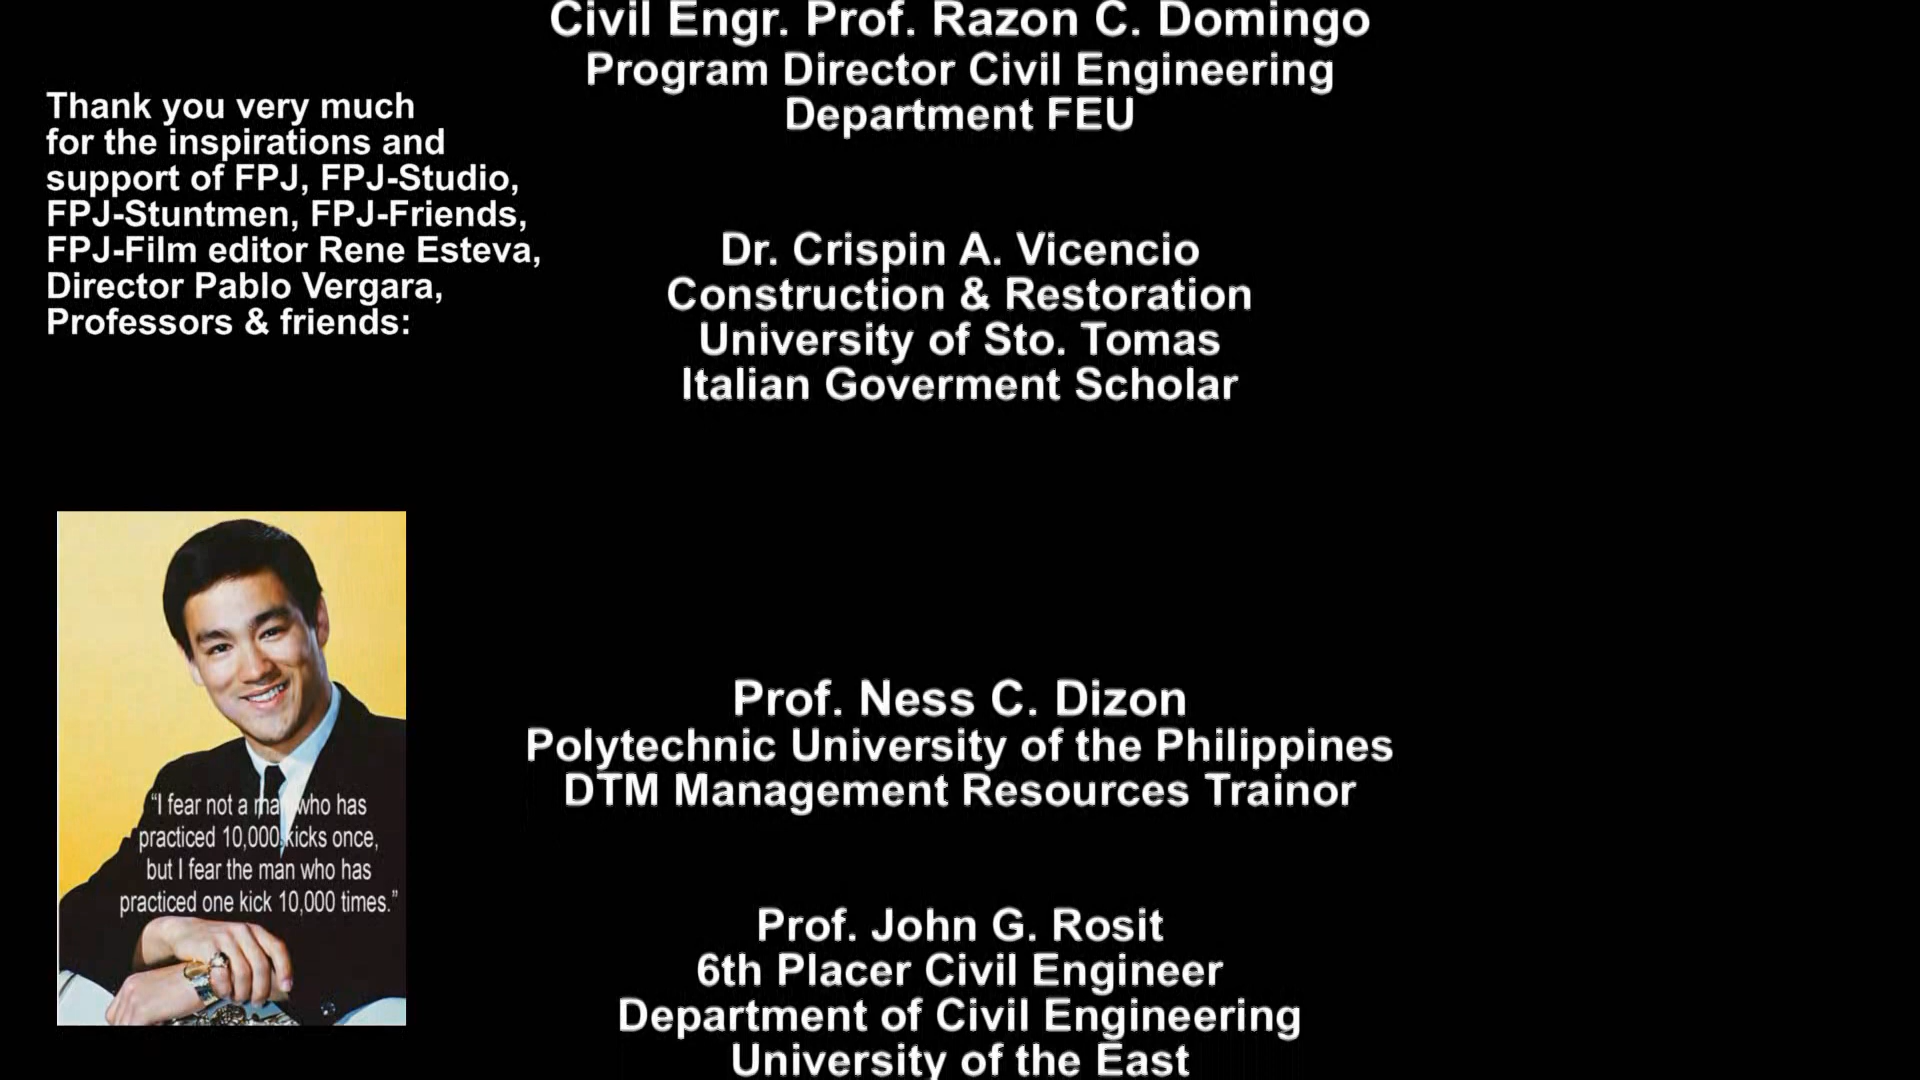 Civil Engr. Prof. Razon C. Domingo
Program Director Civil Engineering
Department FEU
Thank you very much
for the inspirations and
support of FPJ, FPJ-Studio,
FPJ-Stuntmen, FPJ-Friends,
FPJ-Film editor Rene Esteva,
Director Pablo Vergara,
Professors & friends:
Dr. Crispin A. Vicencio
Construction & Restoration
University of Sto. Tomas
Italian Goverment Scholar
“I fear not a man who has
practiced 10,000 kicks once,
but I fear the man who has
practiced one kick 10,000 times.”
Prof. Ness C. Dizon
Polytechnic University of the Philippines
DTM Management Resources Trainor
Prof. John G. Rosit
6th Placer Civil Engineer
Department of Civil Engineering
University of the East